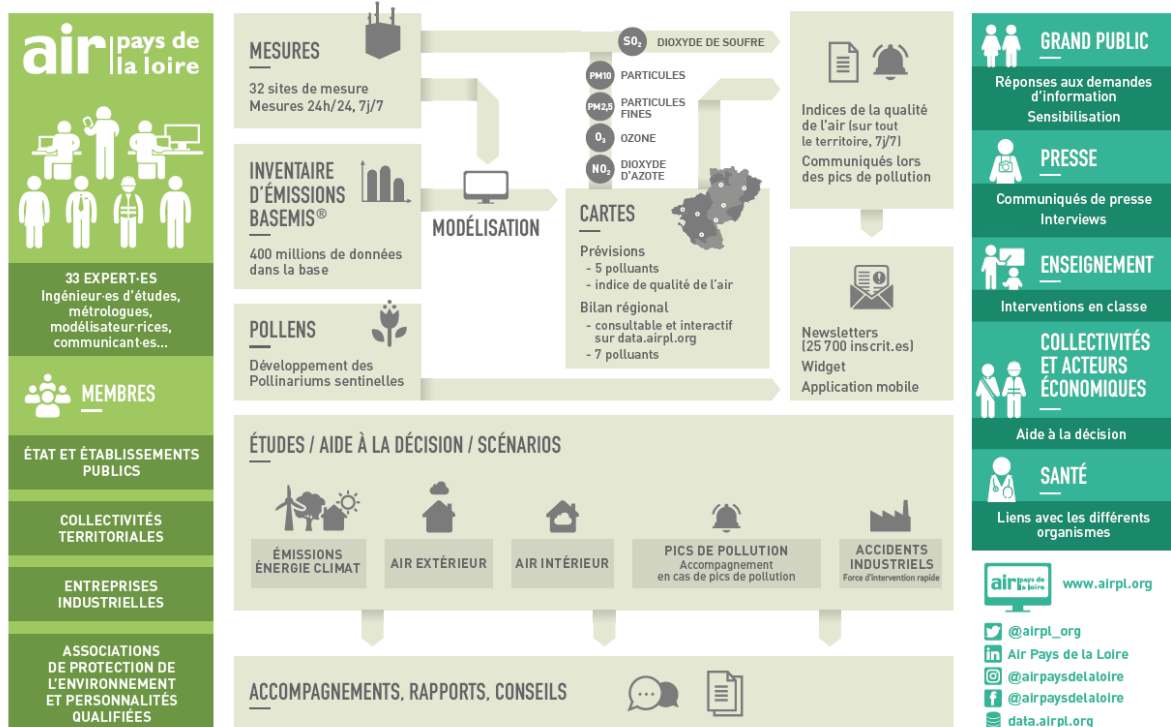 air pays de
la loire
33 EXPERT·ES
Ingénieur·es d'études,
métrologues,
modélisateur·rices,
communicant·es...
MEMBRES
ÉTAT ET ÉTABLISSEMENTS
PUBLICS
COLLECTIVITÉS
TERRITORIALES
ENTREPRISES
INDUSTRIELLES
ASSOCIATIONS
DE PROTECTION DE
L'ENVIRONNEMENT
ET PERSONNALITÉS
QUALIFIÉES
MESURES
32 sites de mesure
Mesures 24h/24, 7j/7
INVENTAIRE
D'ÉMISSIONS
BASEMIS®
400 millions de données
dans la base
POLLENS
Développement des
Pollinariums sentinelles
MODÉLISATION
SO₂ DIOXYDE DE SOUFRE
PM10 PARTICULES
PM2,5 PARTICULES
FINES
O₃ OZONE
NO₂ DIOXYDE
D'AZOTE
CARTES
Prévisions
- 5 polluants
- indice de qualité de l'air
Bilan régional
- consultable et interactif
sur data.airpl.org
- 7 polluants
Indices de la qualité
de l'air (sur tout
le territoire, 7j/7)
Communiqués lors
des pics de pollution
Newsletters
(25 700 inscrit.es)
Widget
Application mobile
ÉTUDES / AIDE À LA DÉCISION / SCÉNARIOS
ÉMISSIONS
ÉNERGIE CLIMAT
AIR EXTÉRIEUR
AIR INTÉRIEUR
PICS DE POLLUTION
Accompagnement
en cas de pics de pollution
ACCIDENTS
INDUSTRIELS
Force d'intervention rapide
ACCOMPAGNEMENTS, RAPPORTS, CONSEILS
GRAND PUBLIC
Réponses aux demandes
d'information
Sensibilisation
PRESSE
Communiqués de presse
Interviews
ENSEIGNEMENT
Interventions en classe
COLLECTIVITÉS
ET ACTEURS
ÉCONOMIQUES
Aide à la décision
SANTÉ
Liens avec les différents
organismes
air pays de
la loire
www.airpl.org
@airpl_org
in Air Pays de la Loire
@airpaysdelaloire
f @airpaysdelaloire
data.airpl.org